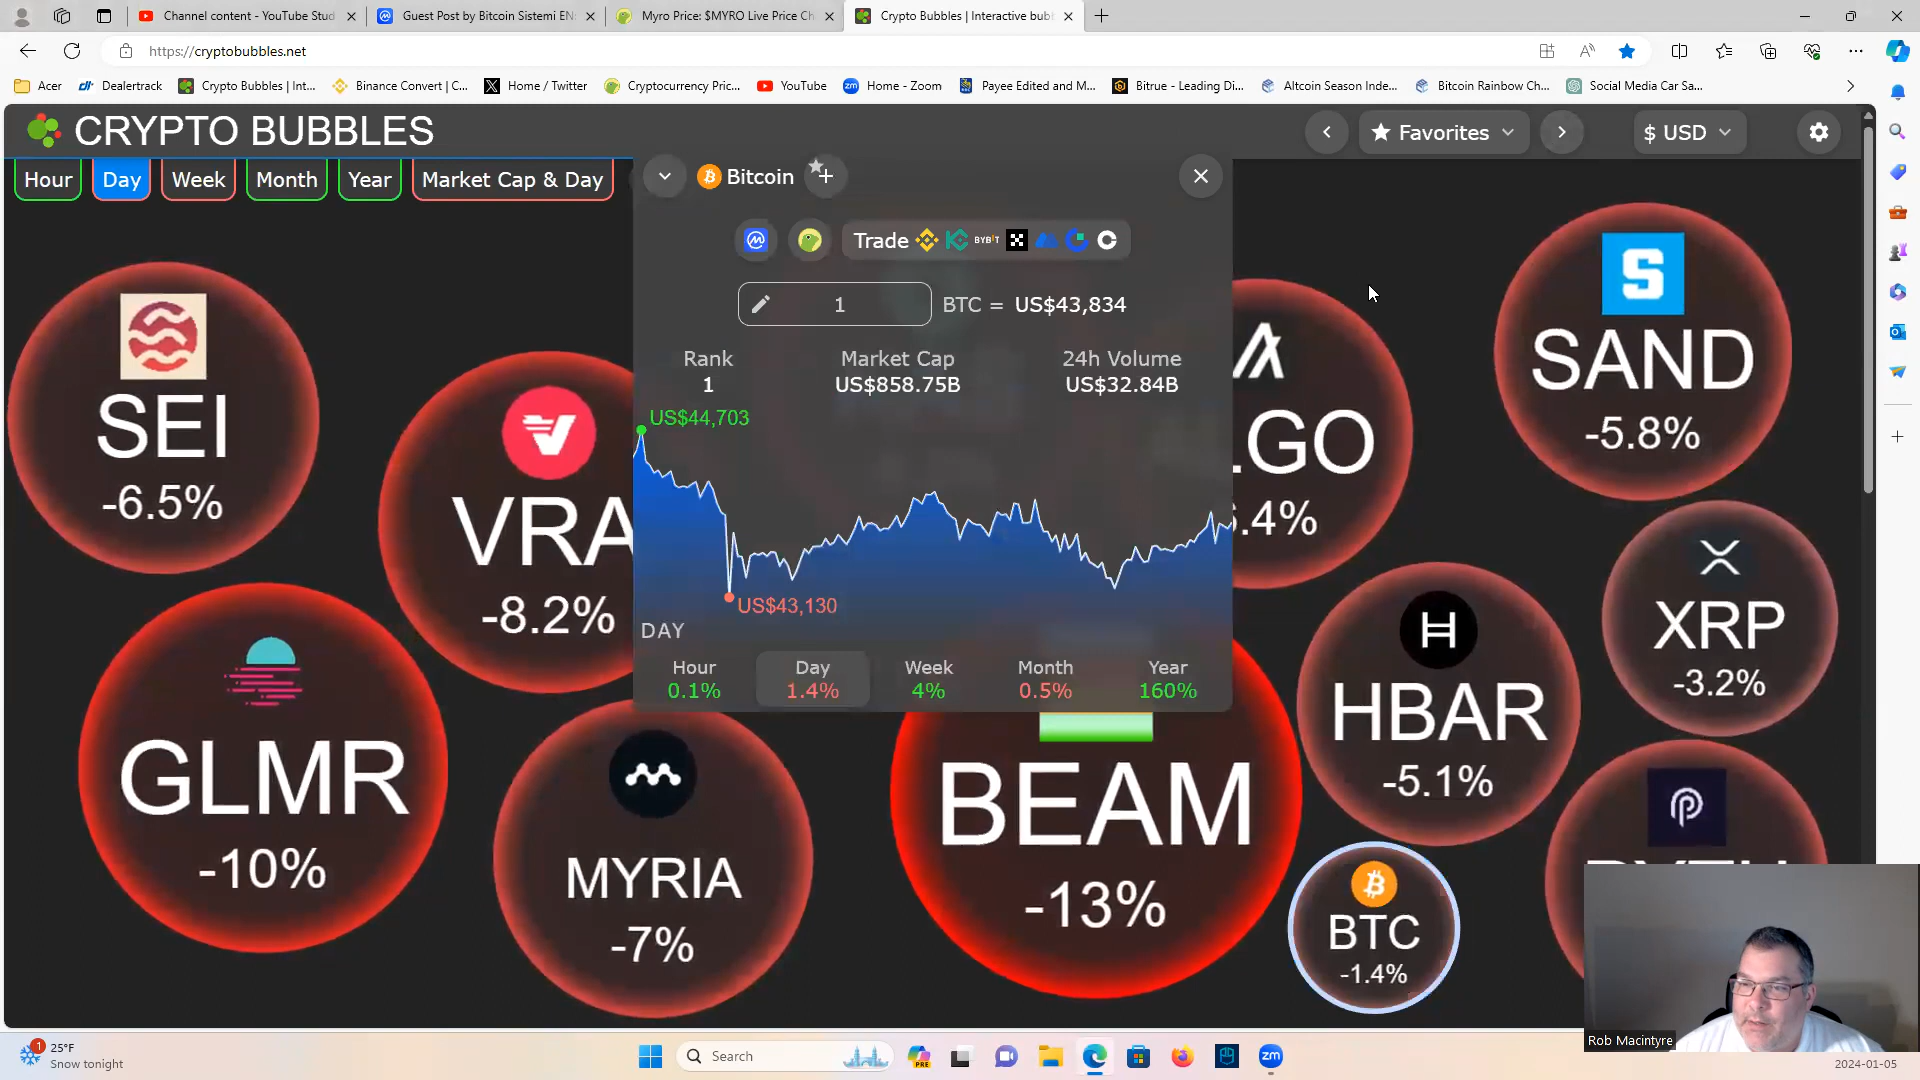 Channel content - YouTube Stud
Guest Post by Bitcoin Sistemi EN:
Myro Price: $MYRO Live Price Ch
Crypto Bubbles | Interactive bub
https://cryptobubbles.net
Acer
Dealertrack
Crypto Bubbles | Int...
Binance Convert | C...
Home / Twitter
Cryptocurrency Pric...
YouTube
Home - Zoom
Payee Edited and M...
Bitrue - Leading Di...
Altcoin Season Inde...
Bitcoin Rainbow Ch...
Social Media Car Sa...
CRYPTO BUBBLES
Favorites
$ USD
Hour
Day
Week
Month
Year
Market Cap & Day
Bitcoin
Trade
BYBIT
1
BTC = US$43,834
Rank
1
Market Cap
US$858.75B
24h Volume
US$32.84B
US$44,703
US$43,130
DAY
Hour
0.1%
Day
1.4%
Week
4%
Month
0.5%
Year
160%
SEI
-6.5%
VRA
-8.2%
GLMR
-10%
MYRIA
-7%
BEAM
-13%
LGO
.4%
SAND
-5.8%
XRP
-3.2%
HBAR
-5.1%
BTC
-1.4%
Rob Macintyre
1
25°F
Snow tonight
Search
PRE
zm
2024-01-05